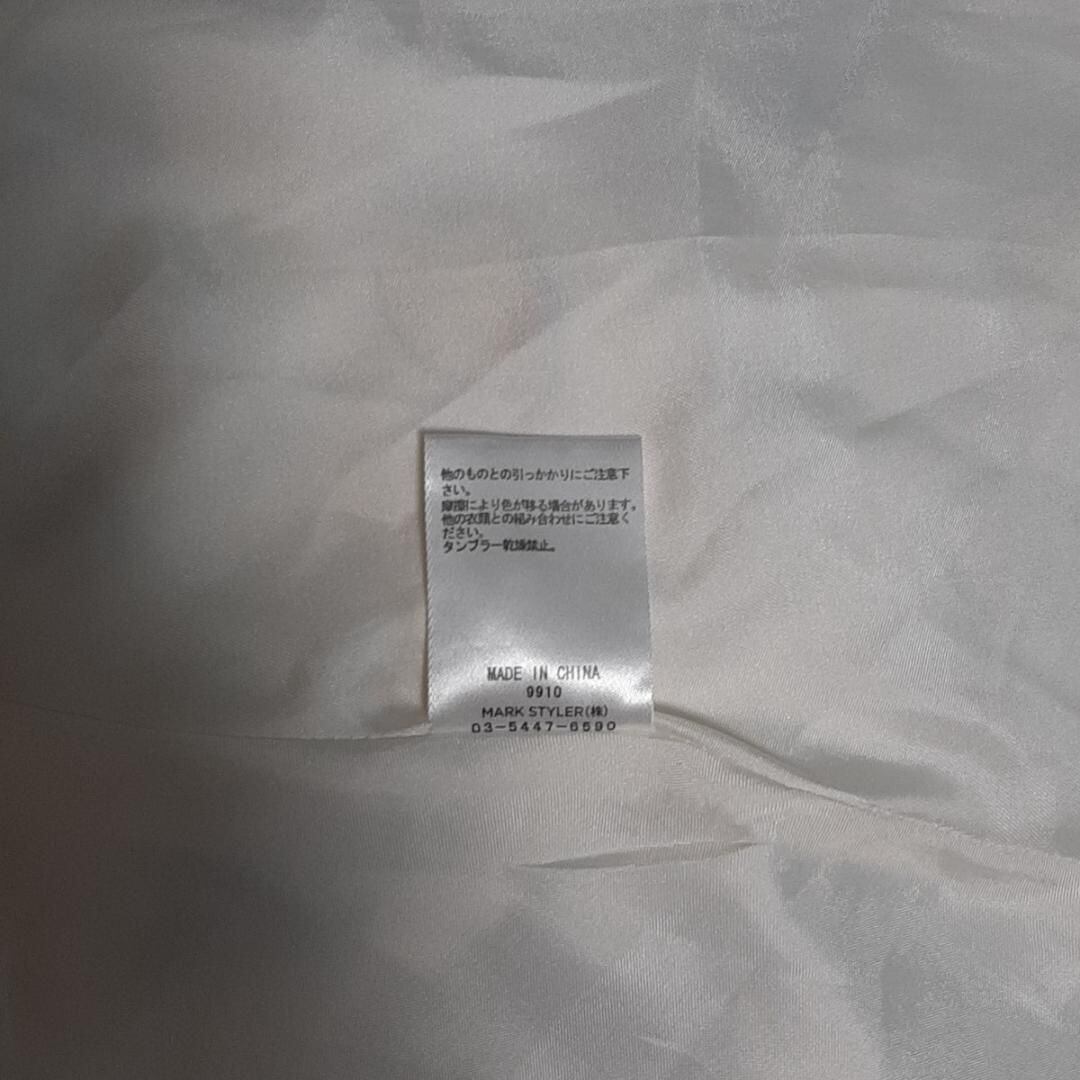 他のものとの引っかかりにご注意下
さい。
摩擦により色が移る場合があります。
他の衣類との組み合わせにご注意く
ださい。
タンブラー乾燥禁止。
MADE IN CHINA
9910
MARK STYLER(株)
03-5447-6590